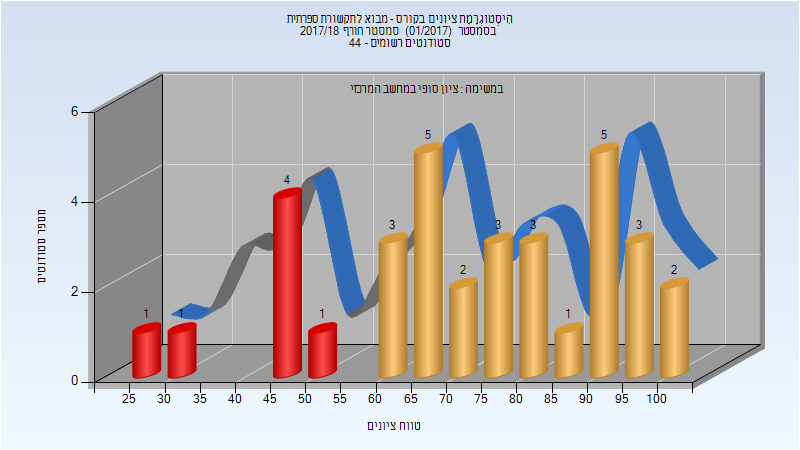 היסטוגרמת ציונים בקורס - מבוא לתקשורת ספרתית
בסמסטר (01/2017) סמסטר חורף 2017/18
סטודנטים רשומים - 44
במשימה : ציון סופי במחשב המרכזי
מספר סטודנטים
6
4
2
0
1
1
4
1
3
5
2
3
3
1
5
3
2
25 30 35 40 45 50 55 60 65 70 75 80 85 90 95 100
טווח ציונים